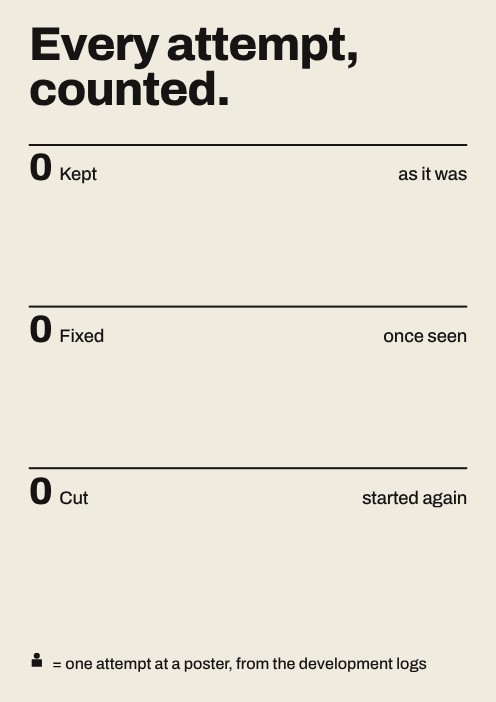 Every attempt,
counted.
0 Kept as it was
0 Fixed once seen
0 Cut started again
= one attempt at a poster, from the development logs